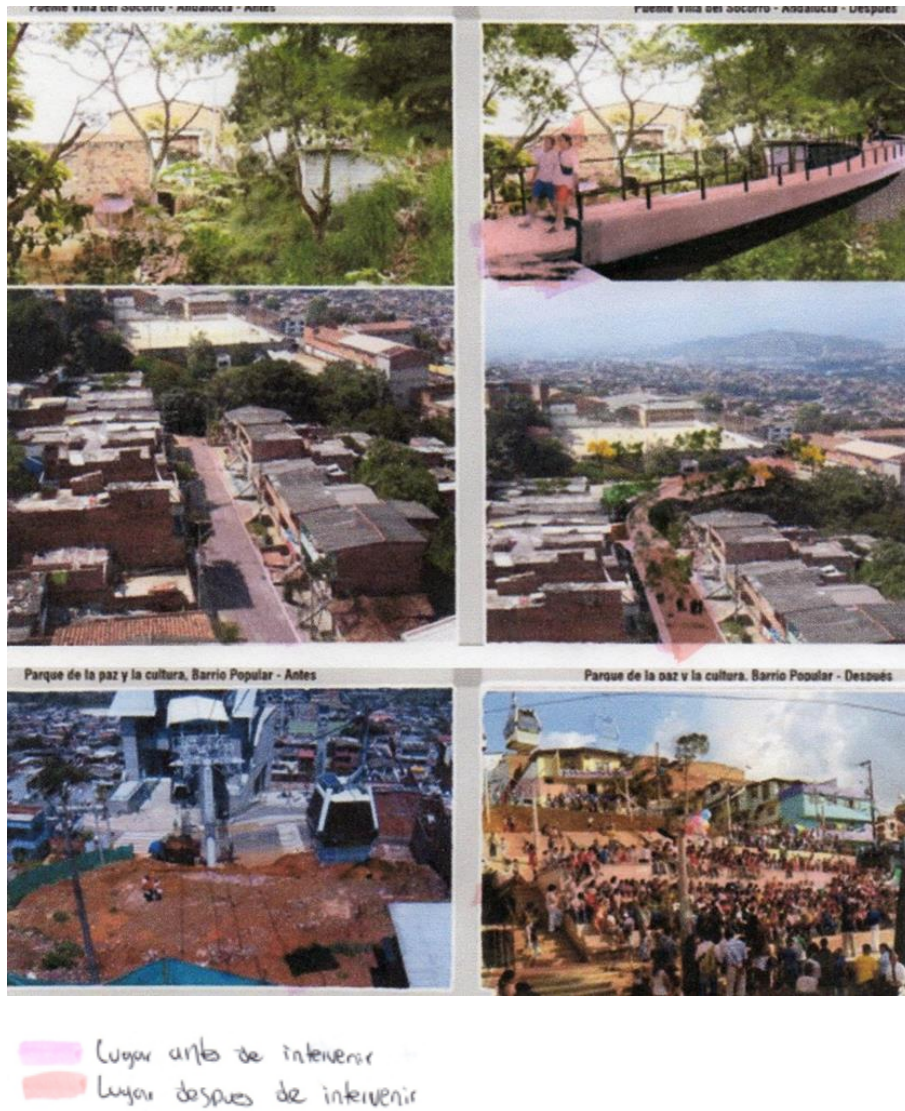 Puente Villa del Socorro - Andalucía - Antes
Puente Villa del Socorro - Andalucía - Después
Parque de la paz y la cultura, Barrio Popular - Antes
Parque de la paz y la cultura. Barrio Popular - Después
Lugar antes de intervenir
Lugar despues de intervenir